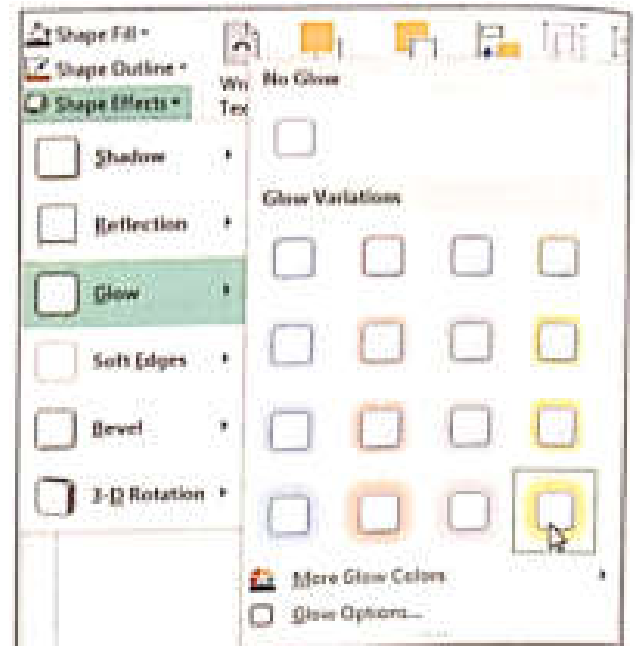 Shape Fill
Shape Outline
Shape Effects
Text
No Glow
Shadow
Glow Variations
Reflection
Glow
Soft Edges
Bevel
3-D Rotation
More Glow Colors
Glow Options...